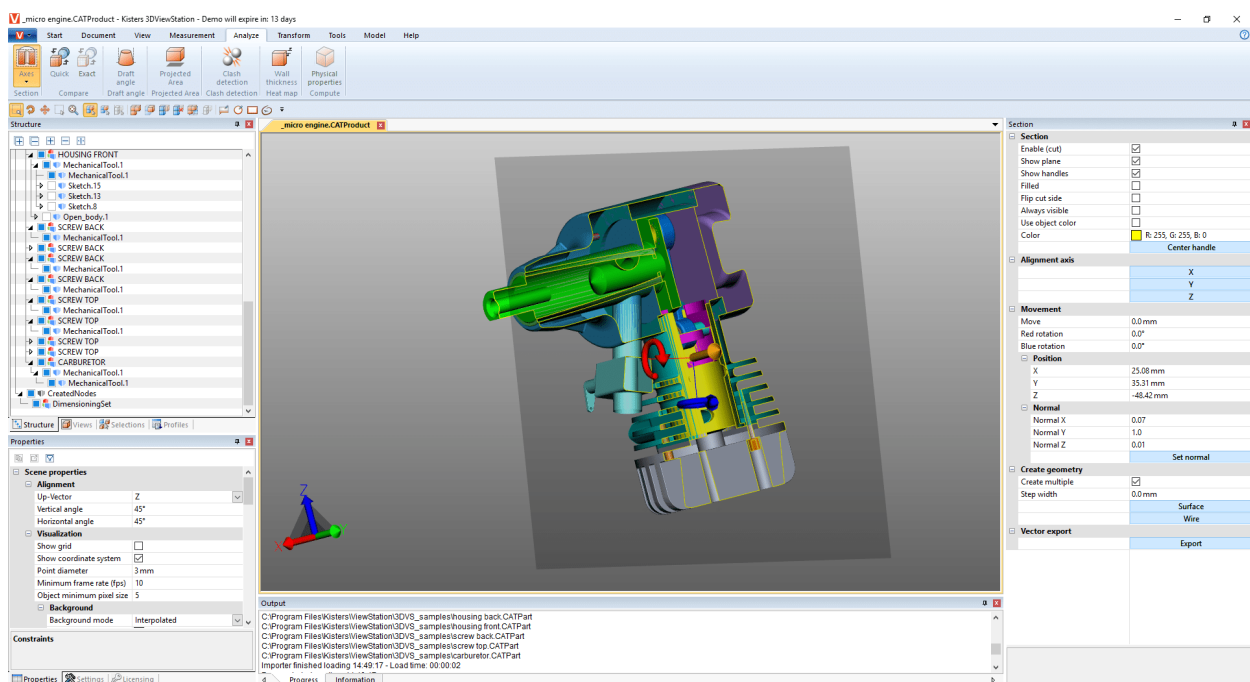 _micro engine.CATProduct - Kisters 3DViewStation - Demo will expire in: 13 days
Start Document View Measurement Analyze Transform Tools Model Help
Axes Quick Exact Draft angle Projected Area Clash detection Wall thickness Physical properties
Section Compare Draft angle Projected Area Clash detection Heat map Compute
Structure
HOUSING FRONT
MechanicalTool.1
MechanicalTool.1
Sketch.15
Sketch.13
Sketch.8
Open_body.1
SCREW BACK
MechanicalTool.1
SCREW BACK
SCREW BACK
MechanicalTool.1
SCREW BACK
MechanicalTool.1
SCREW TOP
MechanicalTool.1
SCREW TOP
MechanicalTool.1
SCREW TOP
SCREW TOP
CARBURETOR
MechanicalTool.1
MechanicalTool.1
CreatedNodes
DimensioningSet
Structure Views Selections Profiles
Properties
Scene properties
Alignment
Up-Vector Z
Vertical angle 45°
Horizontal angle 45°
Visualization
Show grid
Show coordinate system
Point diameter 3 mm
Minimum frame rate (fps) 10
Object minimum pixel size 5
Background
Background mode Interpolated
Constraints
Properties Settings Licensing
_micro engine.CATProduct
Z
X
Output
C:\Program Files\Kisters\ViewStation\3DVS_samples\housing back.CATPart
C:\Program Files\Kisters\ViewStation\3DVS_samples\housing front.CATPart
C:\Program Files\Kisters\ViewStation\3DVS_samples\screw back.CATPart
C:\Program Files\Kisters\ViewStation\3DVS_samples\screw top.CATPart
C:\Program Files\Kisters\ViewStation\3DVS_samples\carburetor.CATPart
Importer finished loading 14:49:17 - Load time: 00:00:02
Progress Information
Section
Section
Enable (cut)
Show plane
Show handles
Filled
Flip cut side
Always visible
Use object color
Color R: 255, G: 255, B: 0
Center handle
Alignment axis
X
Y
Z
Movement
Move 0.0 mm
Red rotation 0.0°
Blue rotation 0.0°
Position
X 25.08 mm
Y 35.31 mm
Z -48.42 mm
Normal
Normal X 0.07
Normal Y 1.0
Normal Z 0.01
Set normal
Create geometry
Create multiple
Step width 0.0 mm
Surface
Wire
Vector export
Export